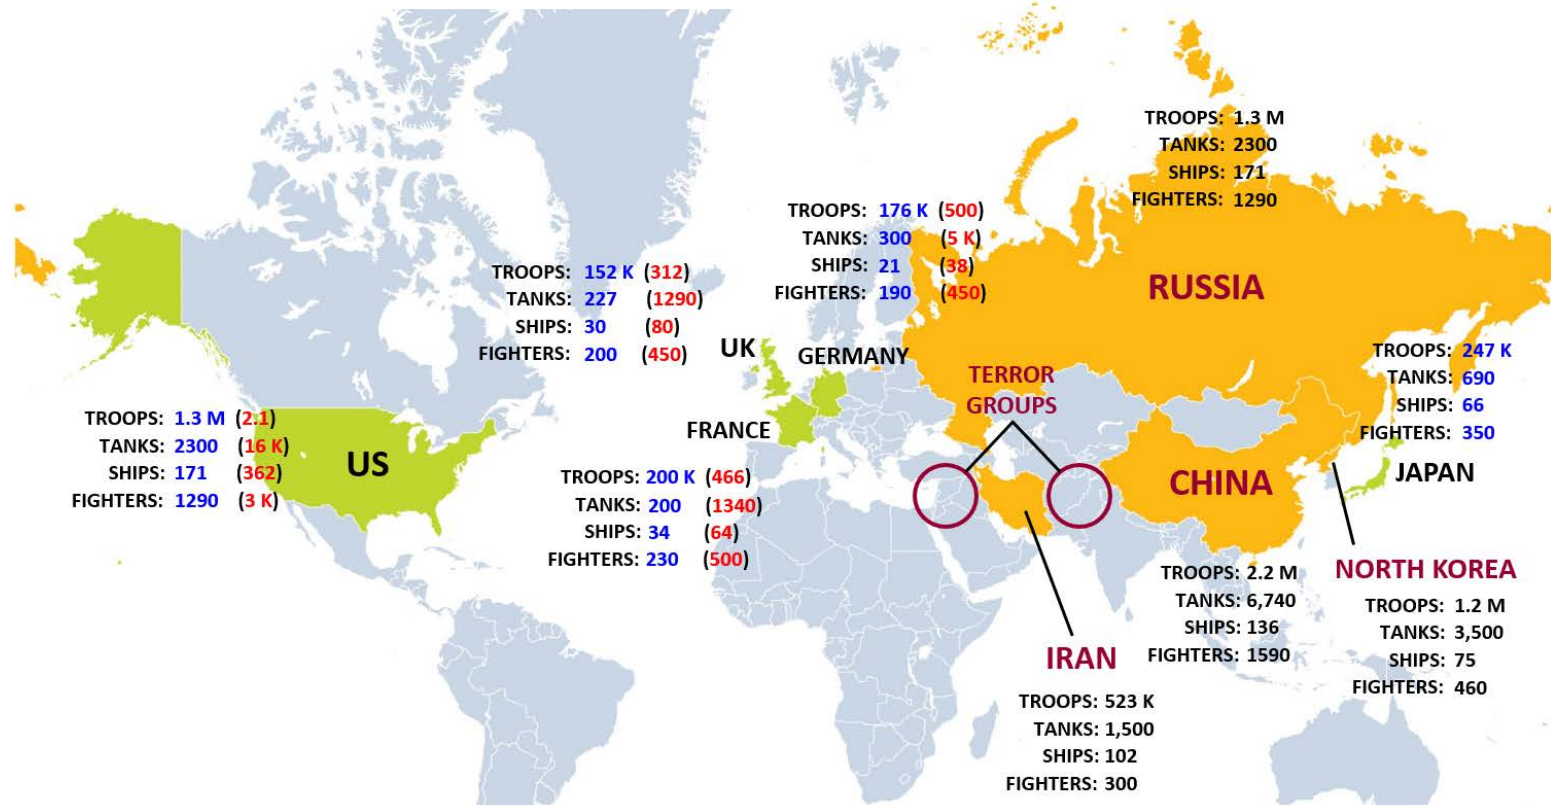 TROOPS: 1.3 M
TANKS: 2300
SHIPS: 171
FIGHTERS: 1290
RUSSIA
TROOPS: 176 K (500)
TANKS: 300 (5 K)
SHIPS: 21 (38)
FIGHTERS: 190 (450)
TROOPS: 152 K (312)
TANKS: 227 (1290)
SHIPS: 30 (80)
FIGHTERS: 200 (450)
UK
GERMANY
TERROR
GROUPS
TROOPS: 247 K
TANKS: 690
SHIPS: 66
FIGHTERS: 350
JAPAN
TROOPS: 1.3 M (2.1)
TANKS: 2300 (16 K)
SHIPS: 171 (362)
FIGHTERS: 1290 (3 K)
US
FRANCE
TROOPS: 200 K (466)
TANKS: 200 (1340)
SHIPS: 34 (64)
FIGHTERS: 230 (500)
CHINA
TROOPS: 2.2 M
TANKS: 6,740
SHIPS: 136
FIGHTERS: 1590
NORTH KOREA
TROOPS: 1.2 M
TANKS: 3,500
SHIPS: 75
FIGHTERS: 460
IRAN
TROOPS: 523 K
TANKS: 1,500
SHIPS: 102
FIGHTERS: 300